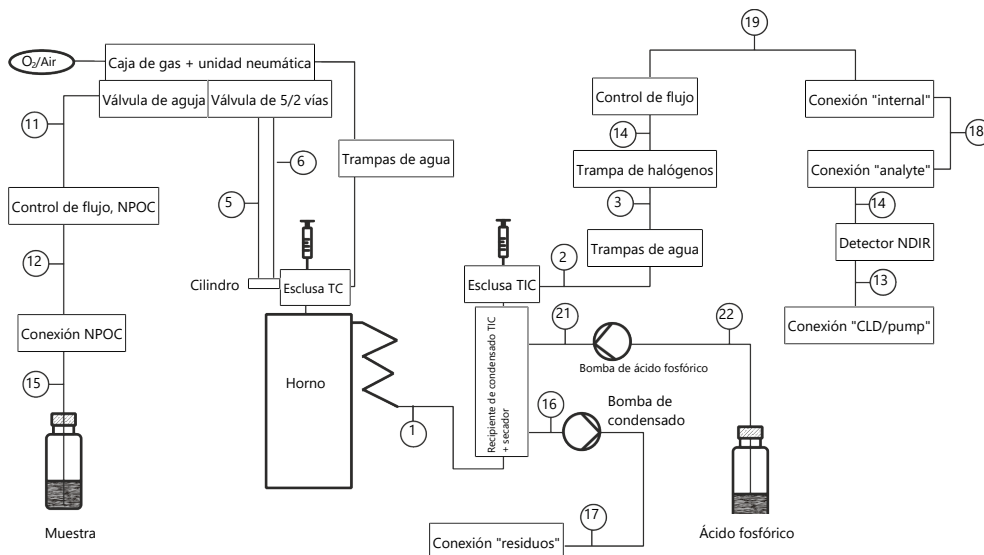 19
O₂/Air
Caja de gas + unidad neumática
Válvula de aguja
Válvula de 5/2 vías
Control de flujo
Conexión "internal"
11
14
18
6
Trampas de agua
Trampa de halógenos
Conexión "analyte"
5
3
14
Control de flujo, NPOC
Trampas de agua
Detector NDIR
12
2
13
Cilindro
Esclusa TC
Esclusa TIC
21
22
Conexión NPOC
Conexión "CLD/pump"
Bomba de ácido fosférico
15
Horno
Recipiente de condensado TIC
+ secador
16
Bomba de
condensado
1
17
Muestra
Ácido fosfórico
Conexión "residuos"